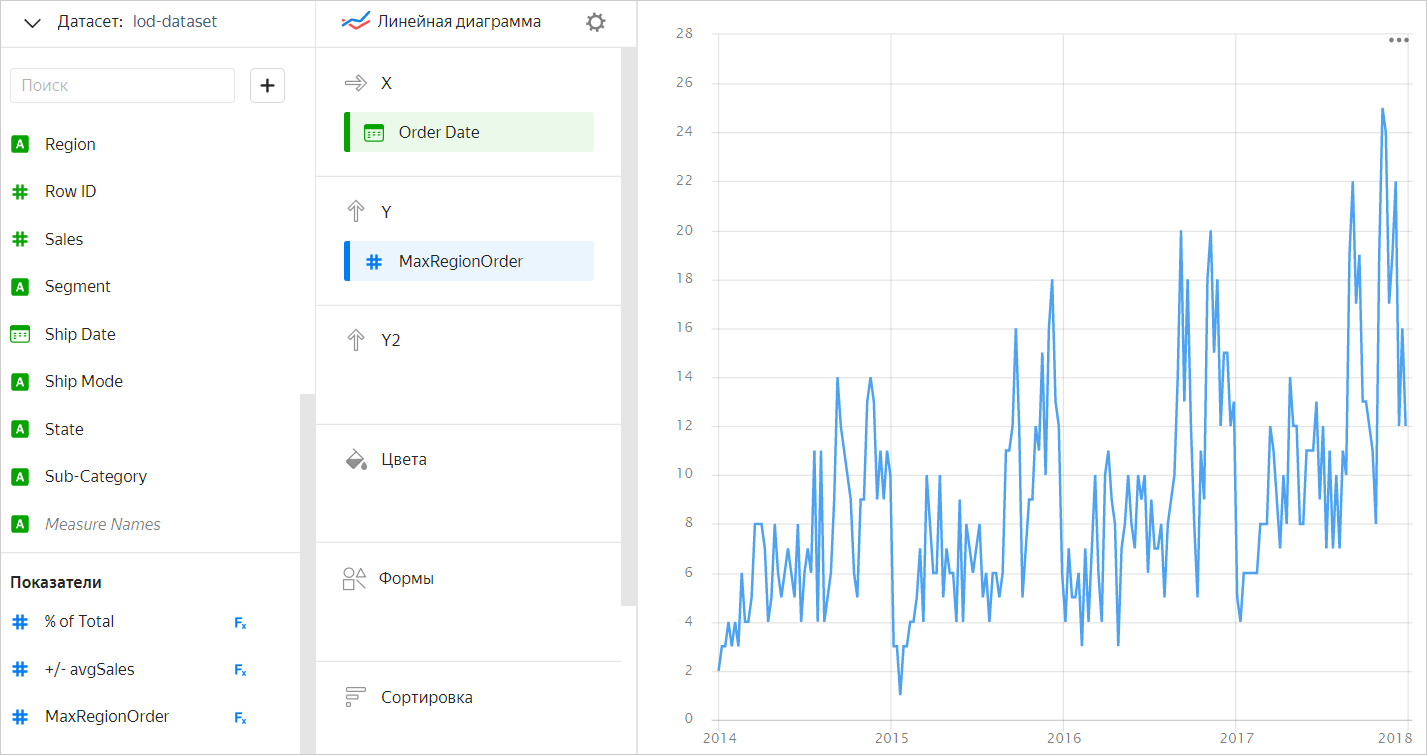 Датасет: lod-dataset
Поиск
Region
Row ID
Sales
Segment
Ship Date
Ship Mode
State
Sub-Category
Measure Names
Показатели
% of Total Fx
+/- avgSales Fx
MaxRegionOrder Fx
Линейная диаграмма
X
Order Date
Y
MaxRegionOrder
Y2
Цвета
Формы
Сортировка
28
26
24
22
20
18
16
14
12
10
8
6
4
2
0
2014 2015 2016 2017 2018